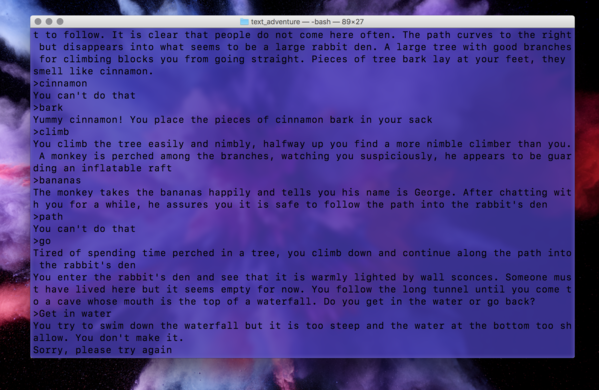 text_adventure — -bash — 89×27
t to follow. It is clear that people do not come here often. The path curves to the right
 but disappears into what seems to be a large rabbit den. A large tree with good branches
 for climbing blocks you from going straight. Pieces of tree bark lay at your feet, they
smell like cinnamon.
>cinnamon
You can't do that
>bark
Yummy cinnamon! You place the pieces of cinnamon bark in your sack
>climb
You climb the tree easily and nimbly, halfway up you find a more nimble climber than you.
 A monkey is perched among the branches, watching you suspiciously, he appears to be guar
ding an inflatable raft
>bananas
The monkey takes the bananas happily and tells you his name is George. After chatting wit
h you for a while, he assures you it is safe to follow the path into the rabbit's den
>path
You can't do that
>go
Tired of spending time perched in a tree, you climb down and continue along the path into
 the rabbit's den
You enter the rabbit's den and see that it is warmly lighted by wall sconces. Someone mus
t have lived here but it seems empty for now. You follow the long tunnel until you come t
o a cave whose mouth is the top of a waterfall. Do you get in the water or go back?
>Get in water
You try to swim down the waterfall but it is too steep and the water at the bottom too sh
allow. You don't make it.
Sorry, please try again